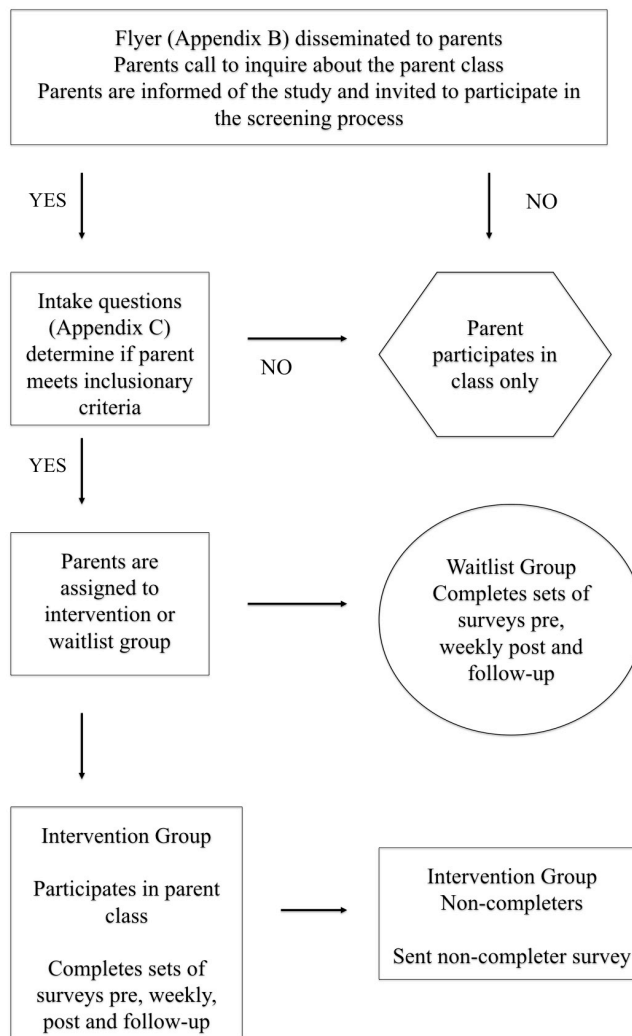 Flyer (Appendix B) disseminated to parents
Parents call to inquire about the parent class
Parents are informed of the study and invited to participate in
the screening process
YES
NO
Intake questions
(Appendix C)
determine if parent
meets inclusionary
criteria
NO
Parent
participates in
class only
YES
Parents are
assigned to
intervention or
waitlist group
Waitlist Group
Completes sets of
surveys pre,
weekly post and
follow-up
Intervention Group
Participates in parent
class
Completes sets of
surveys pre, weekly,
post and follow-up
Intervention Group
Non-completers
Sent non-completer survey